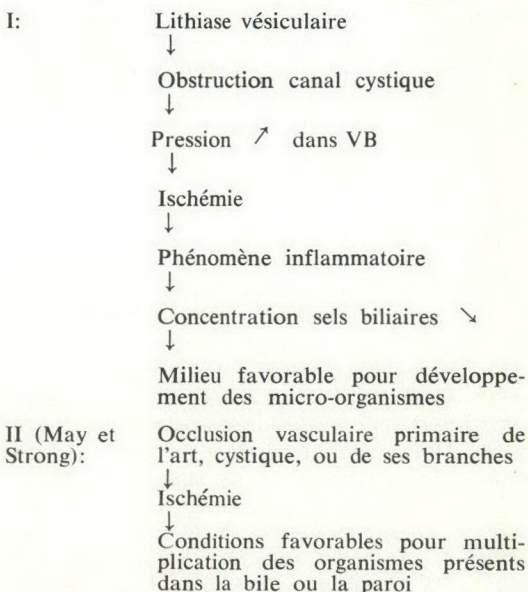 I: Lithiase vésiculaire
↓
Obstruction canal cystique
↓
Pression ↗ dans VB
↓
Ischémie
↓
Phénomène inflammatoire
↓
Concentration sels biliaires ↘
↓
Milieu favorable pour développe-
ment des micro-organismes
II (May et Occlusion vasculaire primaire de
Strong): l'art, cystique, ou de ses branches
↓
Ischémie
↓
Conditions favorables pour multi-
plication des organismes présents
dans la bile ou la paroi